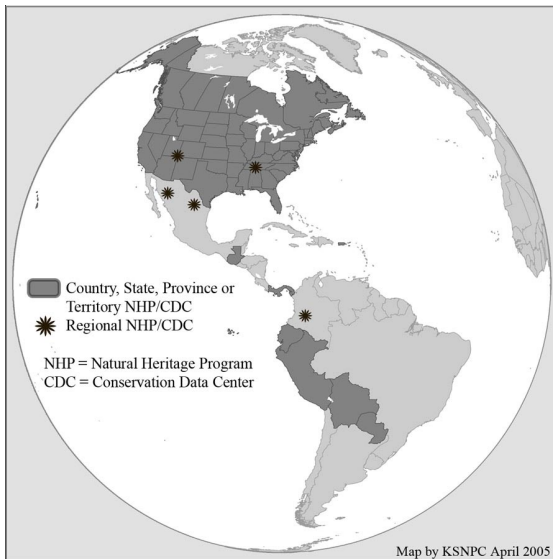 Country, State, Province or
Territory NHP/CDC
Regional NHP/CDC
NHP = Natural Heritage Program
CDC = Conservation Data Center
Map by KSNPC April 2005